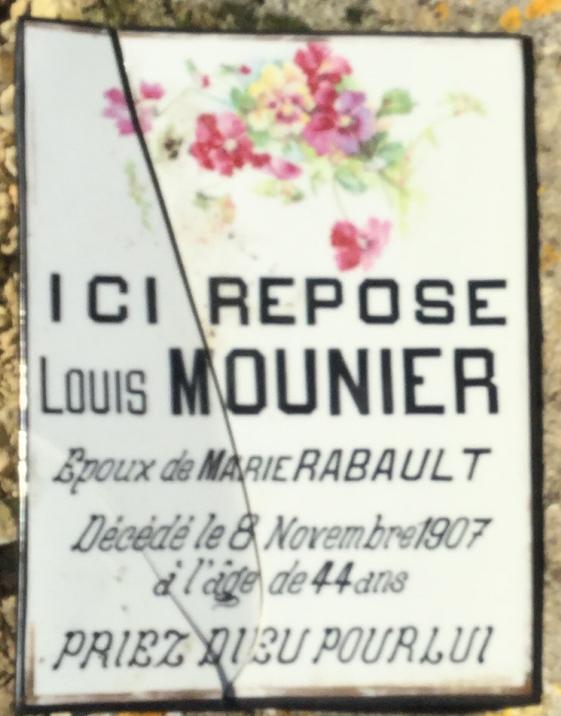 ICI REPOSE
LOUIS MOUNIER
Epoux de MARIE RABAULT
Décédé le 8 Novembre 1907
à l'âge de 44 ans
PRIEZ DIEU POUR LUI